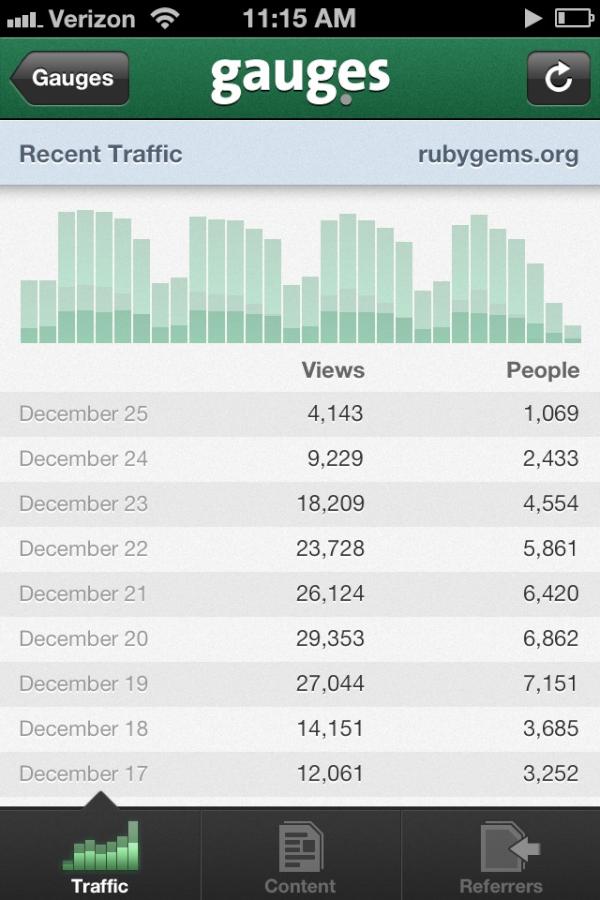 Verizon 11:15 AM
Gauges gauges
Recent Traffic rubygems.org
Views People
December 25 4,143 1,069
December 24 9,229 2,433
December 23 18,209 4,554
December 22 23,728 5,861
December 21 26,124 6,420
December 20 29,353 6,862
December 19 27,044 7,151
December 18 14,151 3,685
December 17 12,061 3,252
Traffic Content Referrers